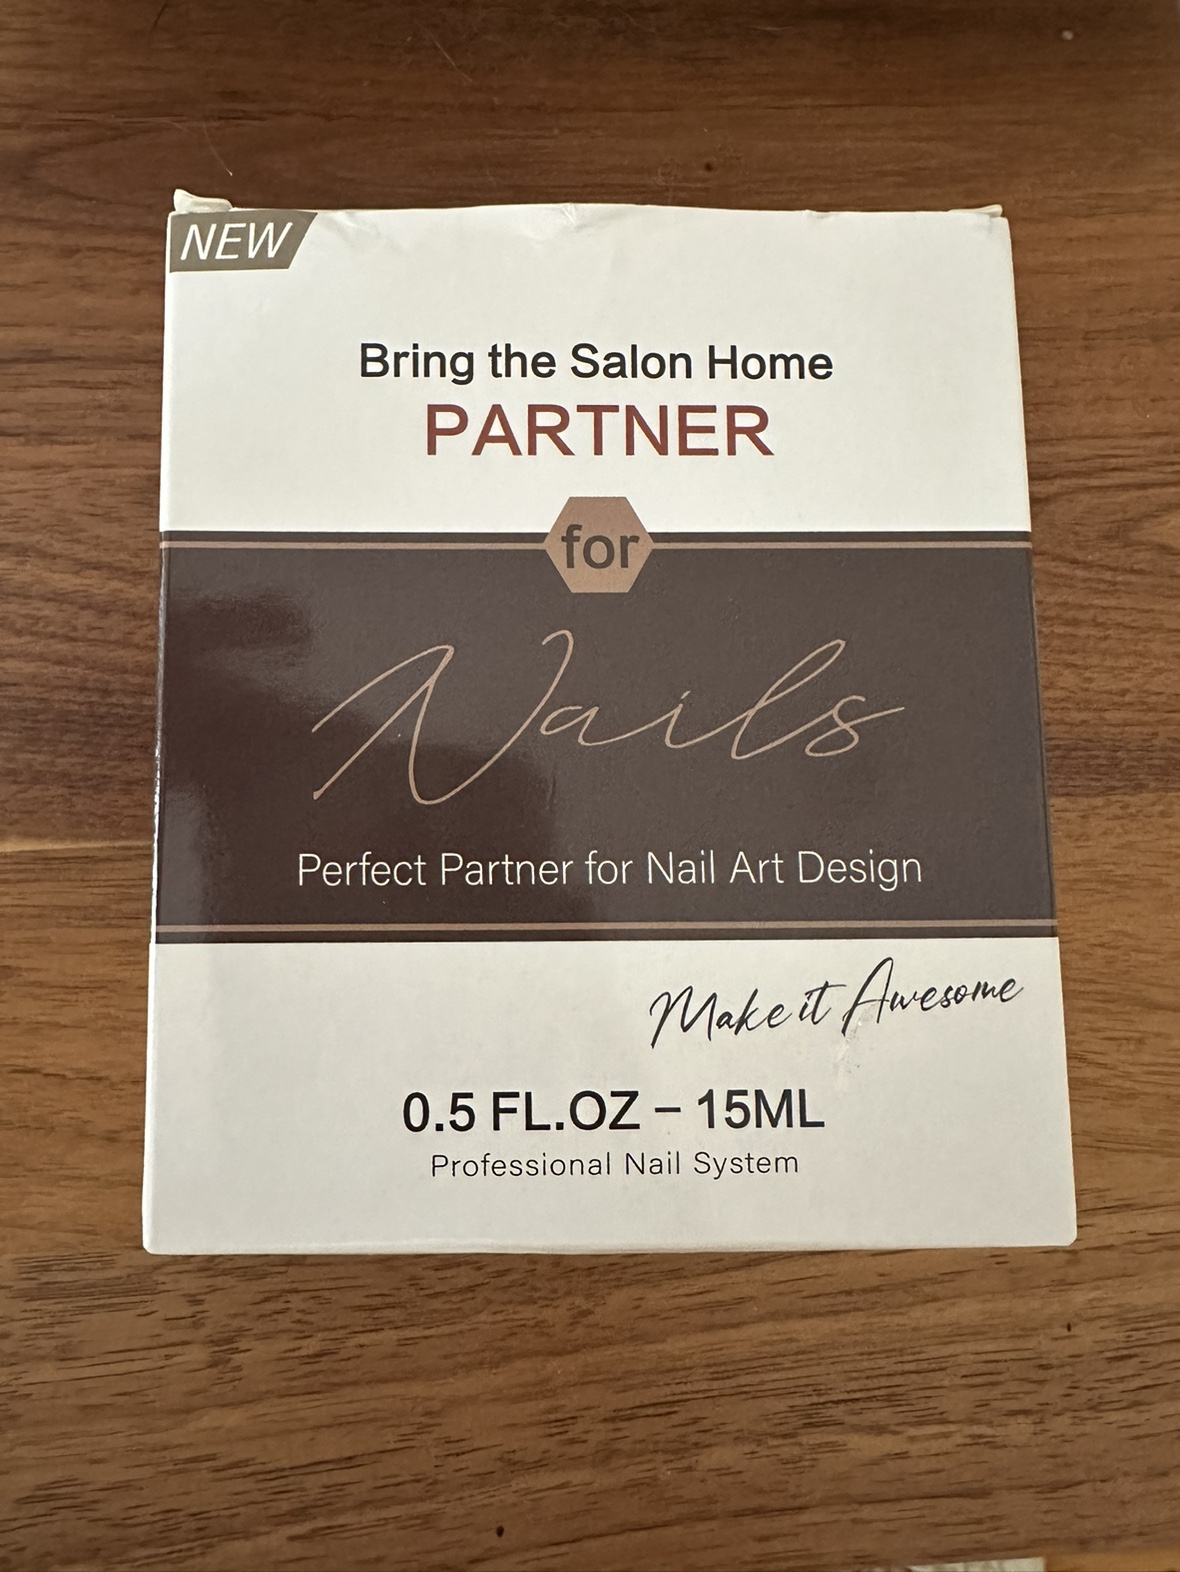 NEW
Bring the Salon Home
PARTNER
for
Nails
Perfect Partner for Nail Art Design
Make it Awesome
0.5 FL.OZ – 15ML
Professional Nail System